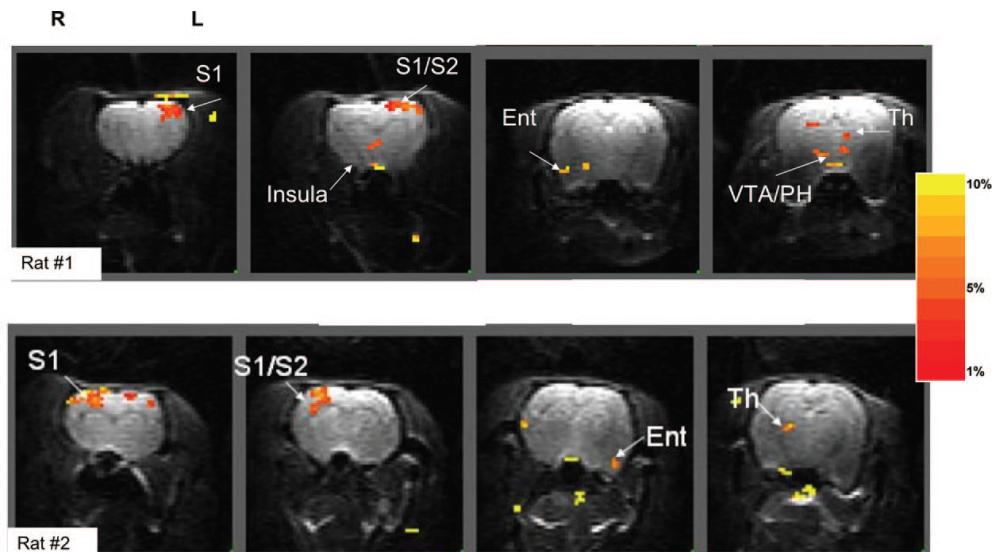 R L
S1
S1/S2
Insula
Ent
Th
VTA/PH
Rat #1
10%
5%
1%
S1
S1/S2
Ent
Th
Rat #2